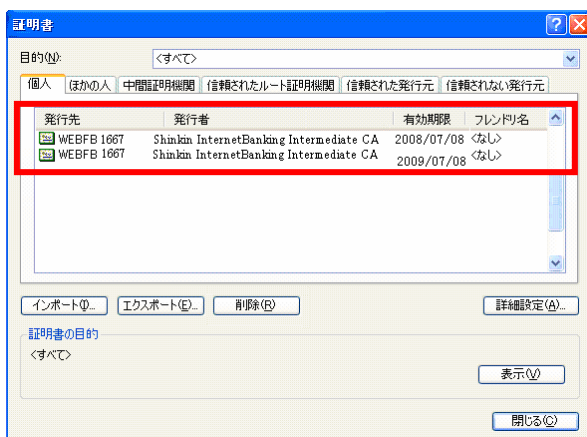 証明書
目的(N): <すべて>
個人 ほかの人 中間証明機関 信頼されたルート証明機関 信頼された発行元 信頼されない発行元
発行先 発行者 有効期限 フレンドリ名
WEBFB 1667 Shinkin InternetBanking Intermediate CA 2008/07/08 <なし>
WEBFB 1667 Shinkin InternetBanking Intermediate CA 2009/07/08 <なし>
インポート(I)... エクスポート(E)... 削除(R) 詳細設定(A)...
証明書の目的
<すべて>
表示(V)
閉じる(C)